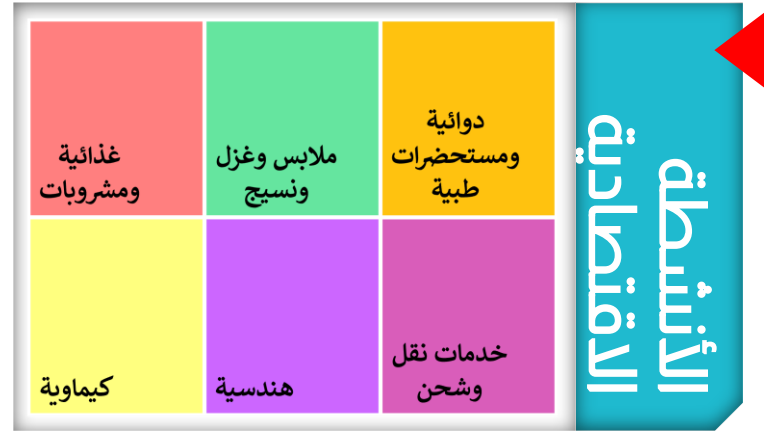 الأنشطة
الاقتصادية
دوائية
ومستحضرات
طبية
ملابس وغزل
ونسيج
غذائية
ومشروبات
خدمات نقل
وشحن
هندسية
كيماوية